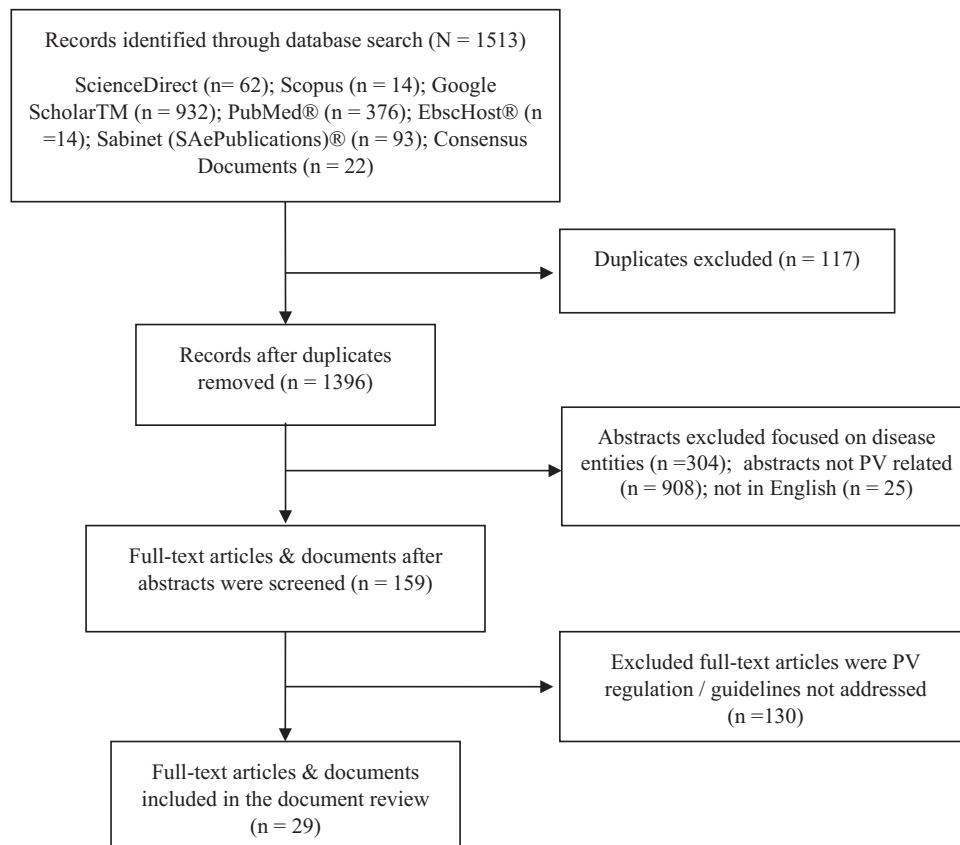 Records identified through database search (N = 1513)
ScienceDirect (n= 62); Scopus (n = 14); Google
ScholarTM (n = 932); PubMed® (n = 376); EbscHost® (n
=14); Sabinet (SAePublications)® (n = 93); Consensus
Documents (n = 22)
Duplicates excluded (n = 117)
Records after duplicates
removed (n = 1396)
Abstracts excluded focused on disease
entities (n =304); abstracts not PV related
(n = 908); not in English (n = 25)
Full-text articles & documents after
abstracts were screened (n = 159)
Excluded full-text articles were PV
regulation / guidelines not addressed
(n =130)
Full-text articles & documents
included in the document review
(n = 29)